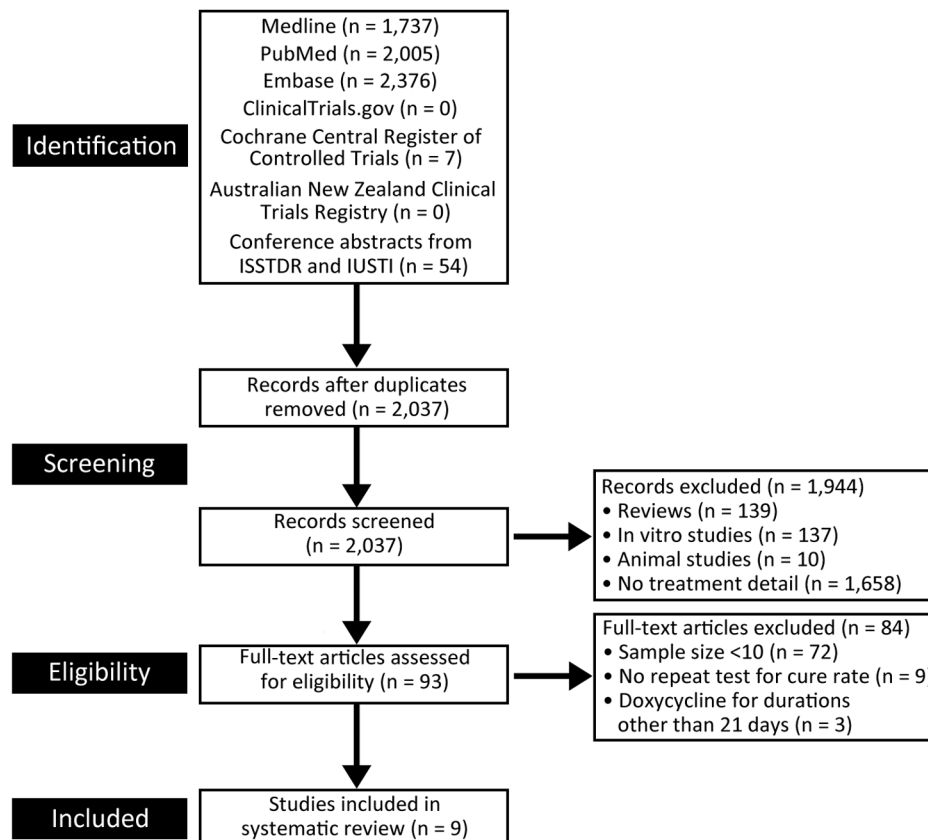 Medline (n = 1,737)
PubMed (n = 2,005)
Embase (n = 2,376)
ClinicalTrials.gov (n = 0)
Cochrane Central Register of
Controlled Trials (n = 7)
Australian New Zealand Clinical
Trials Registry (n = 0)
Conference abstracts from
ISSTDR and IUSTI (n = 54)
Identification
Records after duplicates
removed (n = 2,037)
Screening
Records screened
(n = 2,037)
Records excluded (n = 1,944)
• Reviews (n = 139)
• In vitro studies (n = 137)
• Animal studies (n = 10)
• No treatment detail (n = 1,658)
Eligibility
Full-text articles assessed
for eligibility (n = 93)
Full-text articles excluded (n = 84)
• Sample size <10 (n = 72)
• No repeat test for cure rate (n = 9)
• Doxycycline for durations
other than 21 days (n = 3)
Included
Studies included in
systematic review (n = 9)